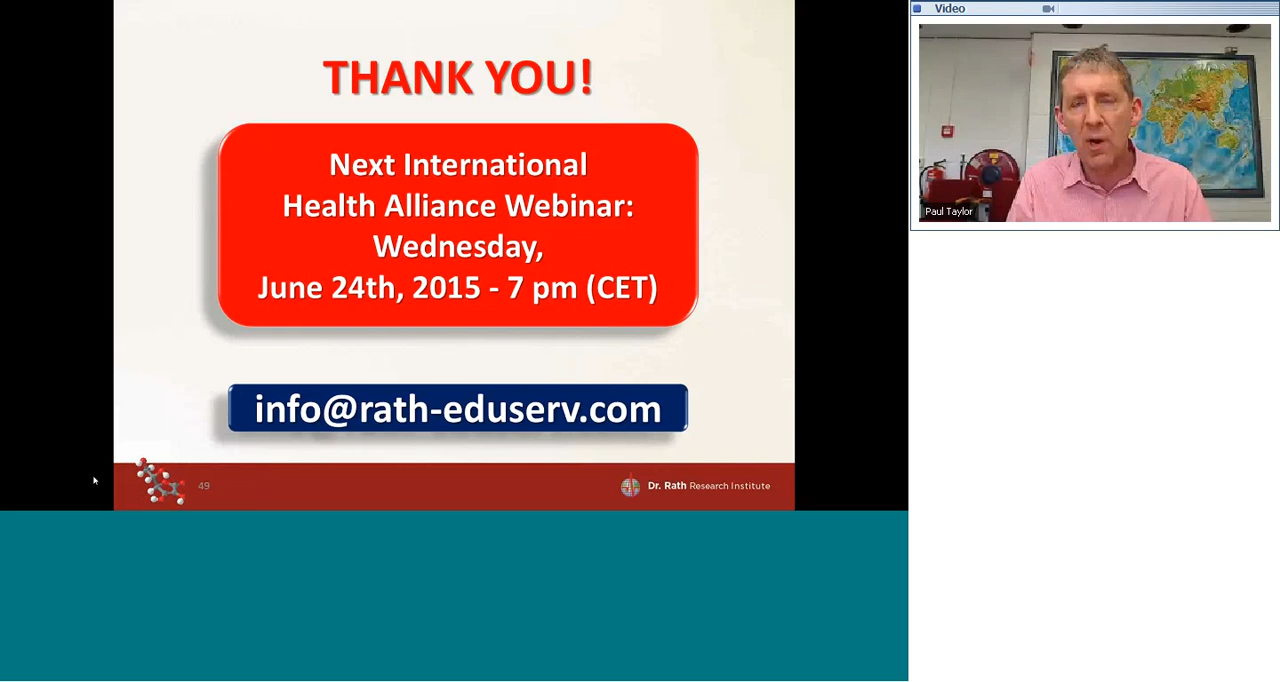 THANK YOU!
Next International
Health Alliance Webinar:
Wednesday,
June 24th, 2015 - 7 pm (CET)
info@rath-eduserv.com
49
Dr. Rath Research Institute
Video
Paul Taylor